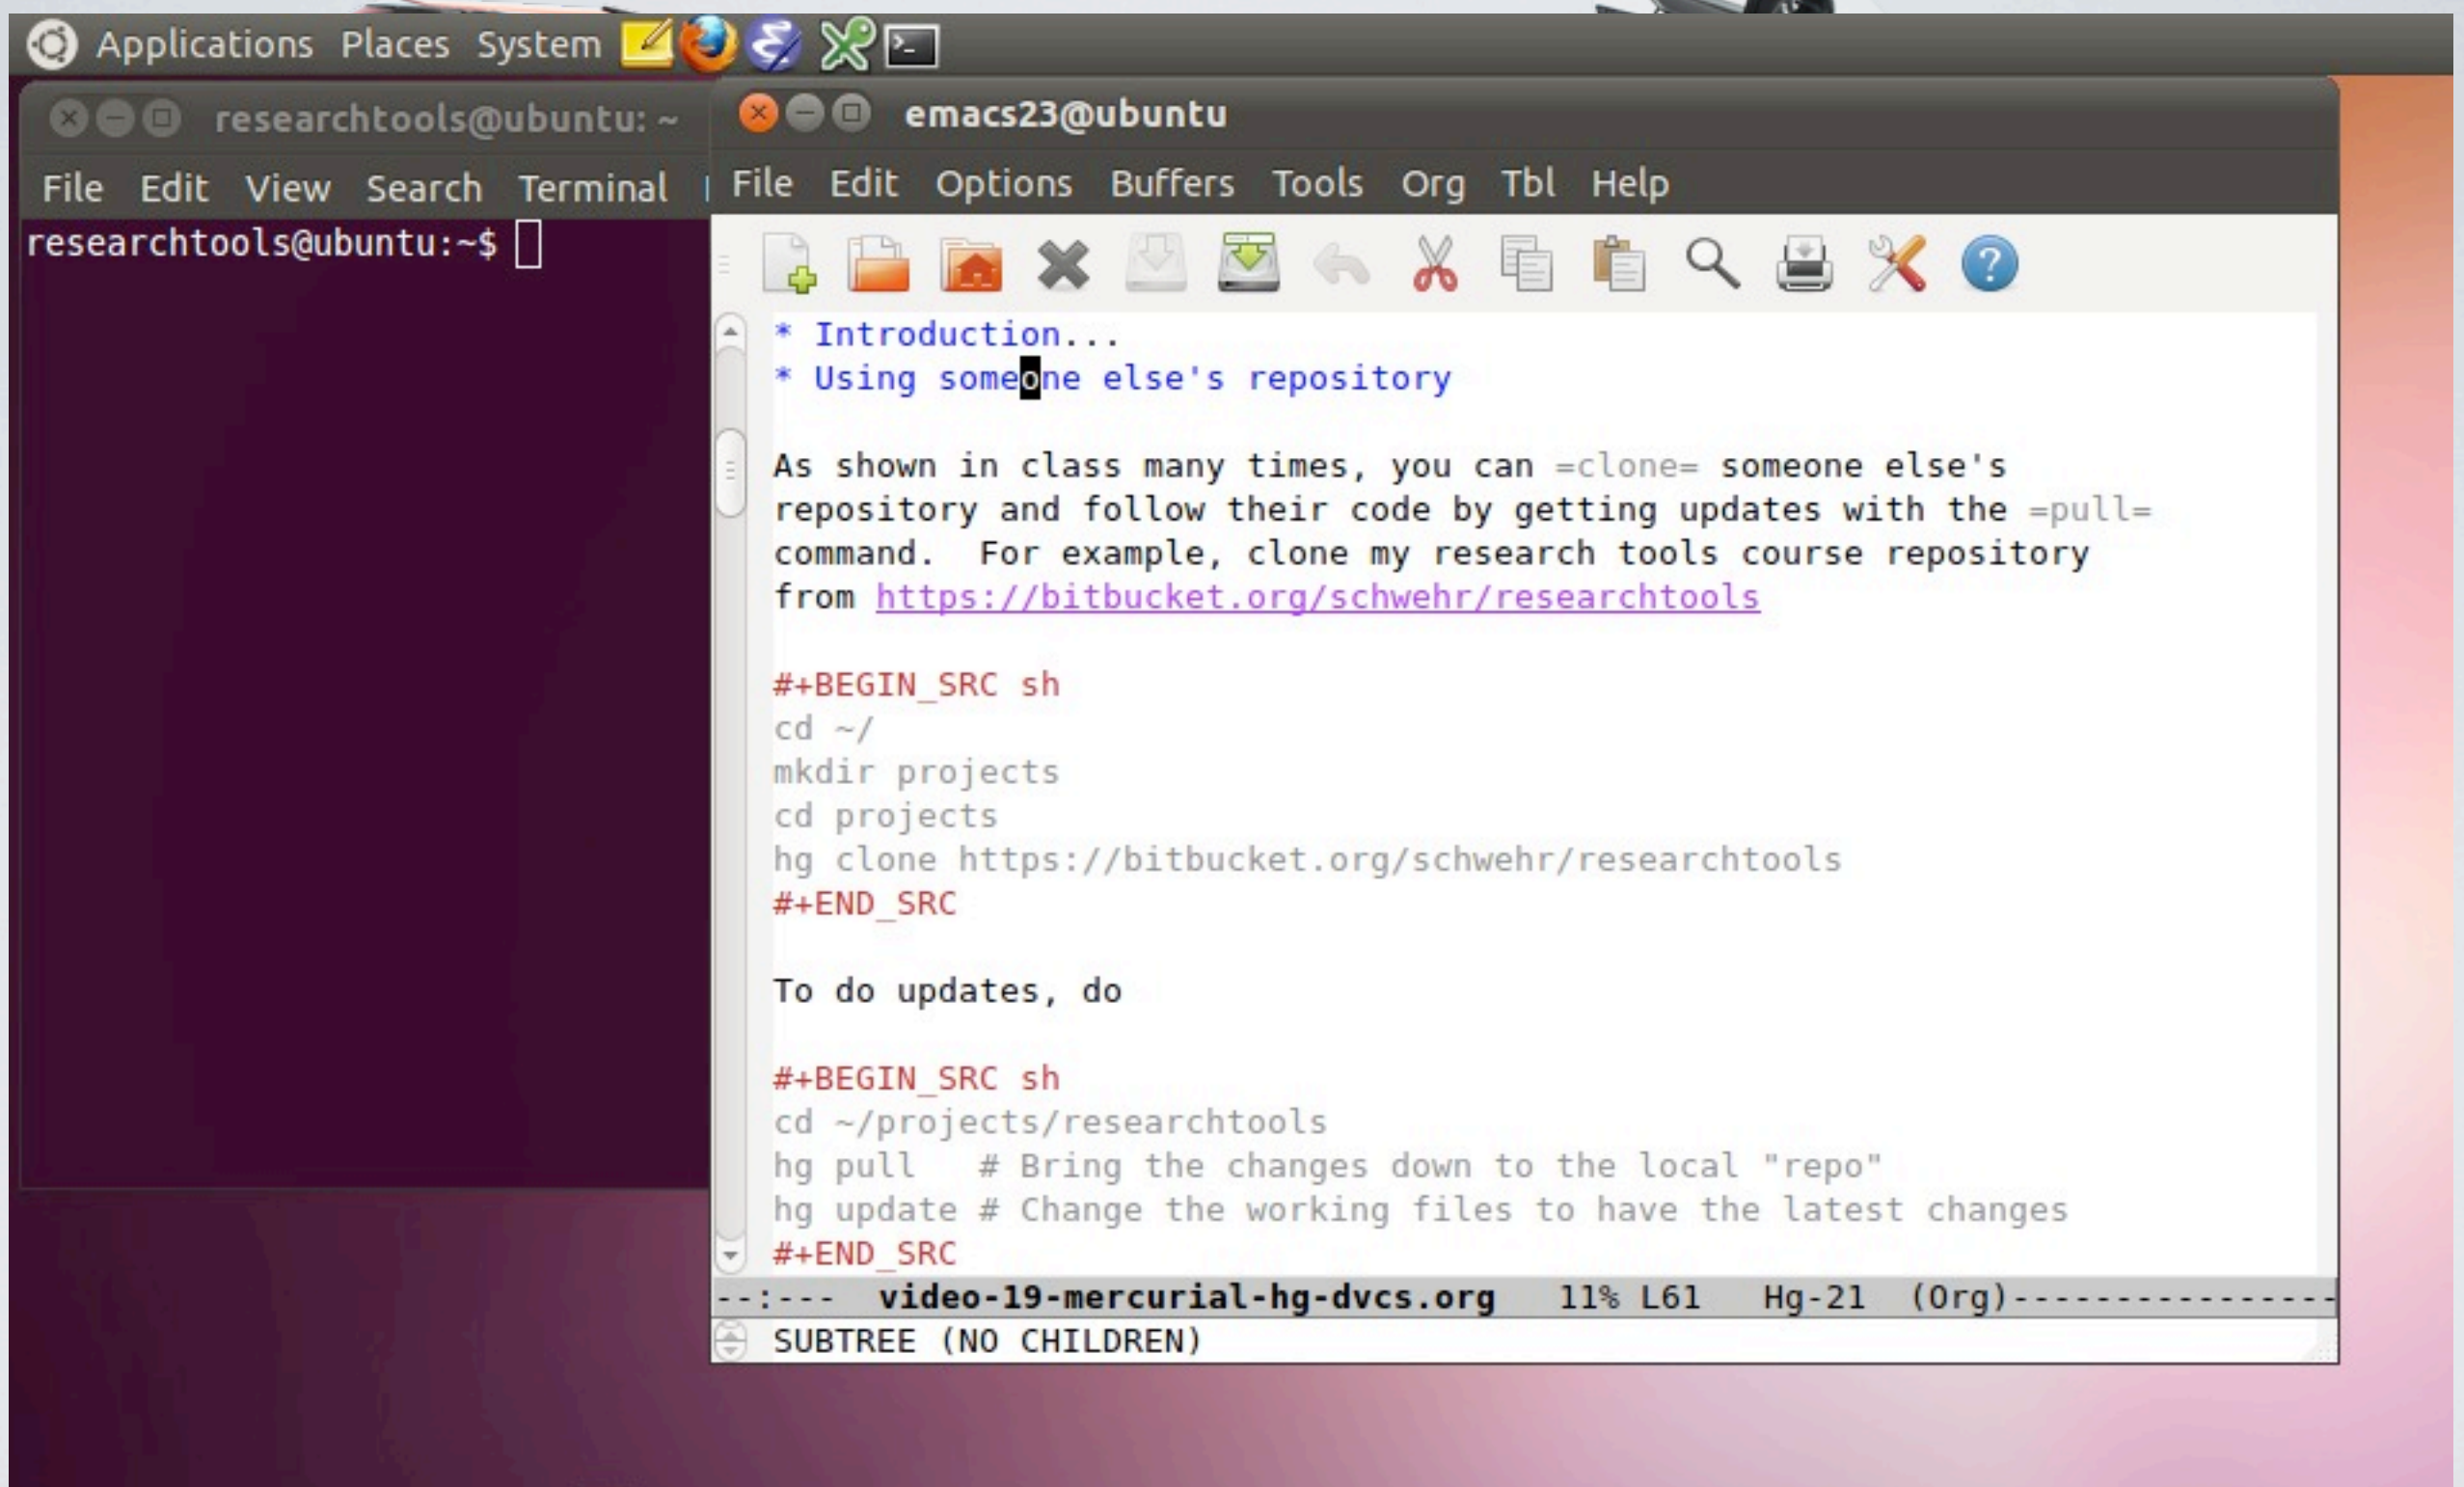 Applications Places System
researchtools@ubuntu: ~
File Edit View Search Terminal
researchtools@ubuntu:~$
emacs23@ubuntu
File Edit Options Buffers Tools Org Tbl Help
* Introduction...
* Using someone else's repository
As shown in class many times, you can =clone= someone else's
repository and follow their code by getting updates with the =pull=
command.  For example, clone my research tools course repository
from https://bitbucket.org/schwehr/researchtools
#+BEGIN_SRC sh
cd ~/
mkdir projects
cd projects
hg clone https://bitbucket.org/schwehr/researchtools
#+END_SRC
To do updates, do
#+BEGIN_SRC sh
cd ~/projects/researchtools
hg pull   # Bring the changes down to the local "repo"
hg update # Change the working files to have the latest changes
#+END_SRC
--:---  video-19-mercurial-hg-dvcs.org   11% L61   Hg-21  (Org)----------------
SUBTREE (NO CHILDREN)